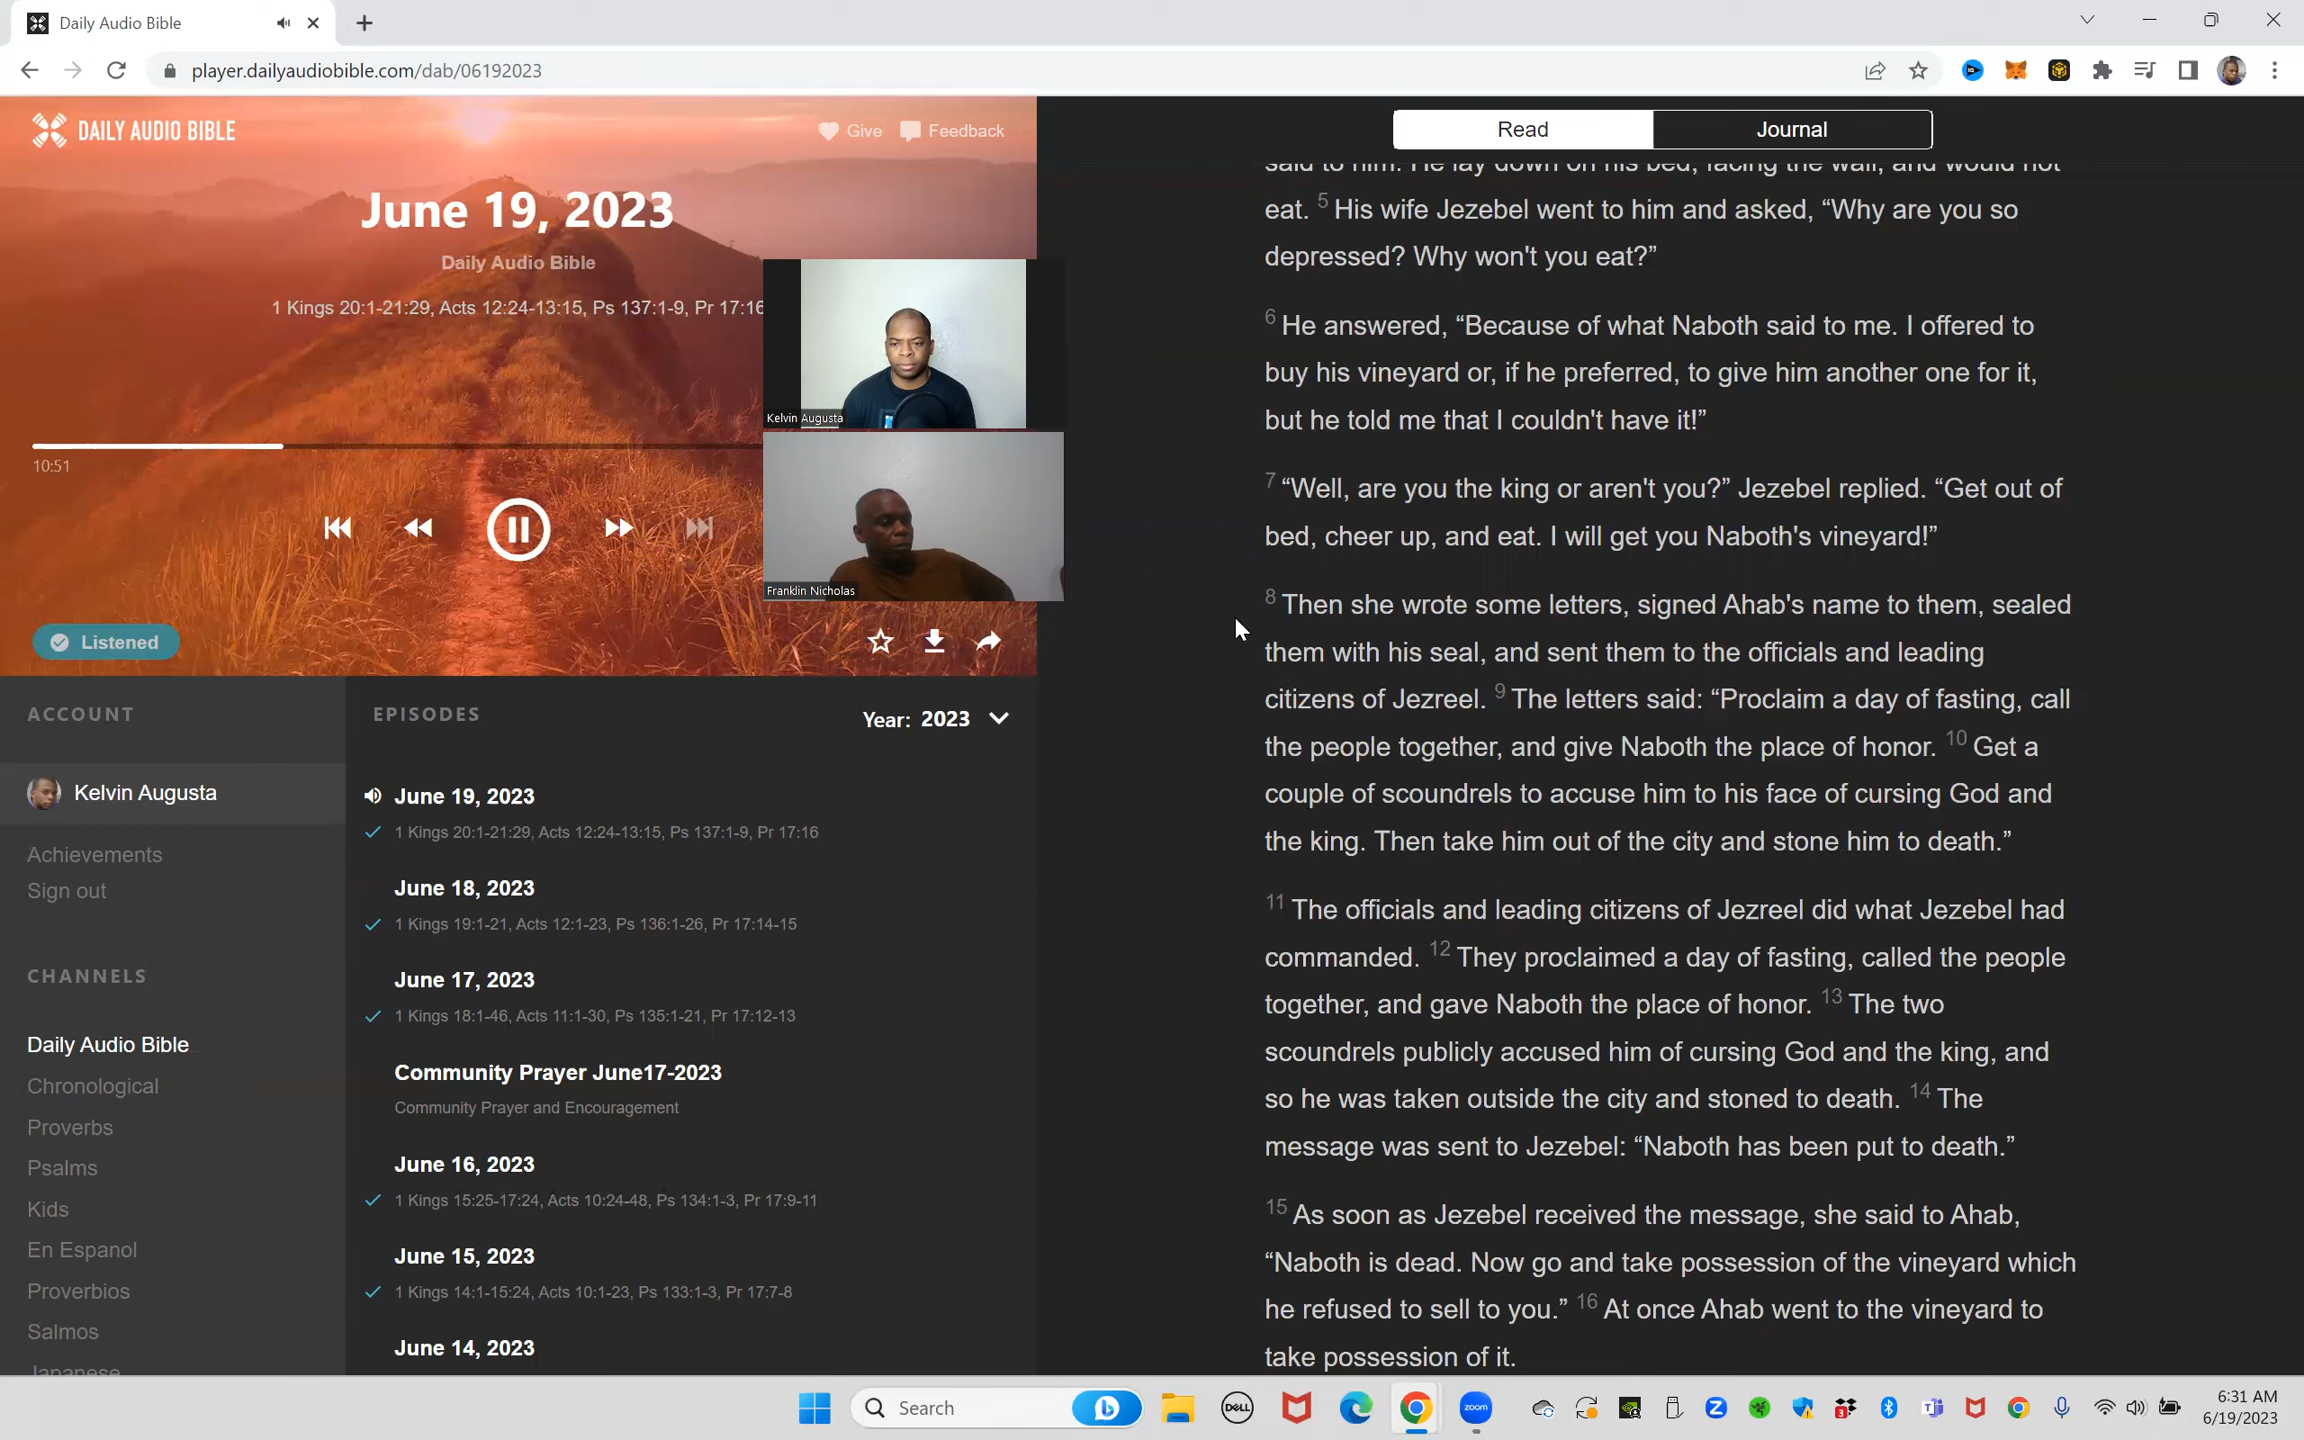 Daily Audio Bible
player.dailyaudiobible.com/dab/06192023
DAILY AUDIO BIBLE
Give
Feedback
June 19, 2023
Daily Audio Bible
1 Kings 20:1-21:29, Acts 12:24-13:15, Ps 137:1-9, Pr 17:16
Kelvin Augusta
10:51
Franklin Nicholas
Listened
ACCOUNT
Kelvin Augusta
Achievements
Sign out
CHANNELS
Daily Audio Bible
Chronological
Proverbs
Psalms
Kids
En Espanol
Proverbios
Salmos
Japanese
EPISODES
Year: 2023
June 19, 2023
1 Kings 20:1-21:29, Acts 12:24-13:15, Ps 137:1-9, Pr 17:16
June 18, 2023
1 Kings 19:1-21, Acts 12:1-23, Ps 136:1-26, Pr 17:14-15
June 17, 2023
1 Kings 18:1-46, Acts 11:1-30, Ps 135:1-21, Pr 17:12-13
Community Prayer June17-2023
Community Prayer and Encouragement
June 16, 2023
1 Kings 15:25-17:24, Acts 10:24-48, Ps 134:1-3, Pr 17:9-11
June 15, 2023
1 Kings 14:1-15:24, Acts 10:1-23, Ps 133:1-3, Pr 17:7-8
June 14, 2023
Read
Journal
said to him. He lay down on his bed, facing the wall, and would not
eat. 5 His wife Jezebel went to him and asked, “Why are you so
depressed? Why won't you eat?”
6 He answered, “Because of what Naboth said to me. I offered to
buy his vineyard or, if he preferred, to give him another one for it,
but he told me that I couldn't have it!”
7 “Well, are you the king or aren't you?” Jezebel replied. “Get out of
bed, cheer up, and eat. I will get you Naboth's vineyard!”
8 Then she wrote some letters, signed Ahab's name to them, sealed
them with his seal, and sent them to the officials and leading
citizens of Jezreel. 9 The letters said: “Proclaim a day of fasting, call
the people together, and give Naboth the place of honor. 10 Get a
couple of scoundrels to accuse him to his face of cursing God and
the king. Then take him out of the city and stone him to death.”
11 The officials and leading citizens of Jezreel did what Jezebel had
commanded. 12 They proclaimed a day of fasting, called the people
together, and gave Naboth the place of honor. 13 The two
scoundrels publicly accused him of cursing God and the king, and
so he was taken outside the city and stoned to death. 14 The
message was sent to Jezebel: “Naboth has been put to death.”
15 As soon as Jezebel received the message, she said to Ahab,
“Naboth is dead. Now go and take possession of the vineyard which
he refused to sell to you.” 16 At once Ahab went to the vineyard to
take possession of it.
Search
DELL
zoom
3
6:31 AM
6/19/2023